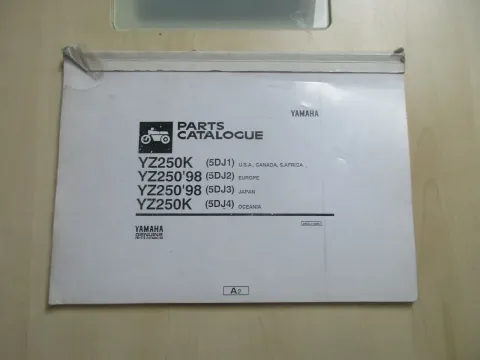 YAMAHA
PARTS
CATALOGUE
YZ250K (5DJ1) U.S.A., CANADA, S.AFRICA
YZ250'98 (5DJ2) EUROPE
YZ250'98 (5DJ3) JAPAN
YZ250K (5DJ4) OCEANIA
YAMAHA
GENUINE
A2